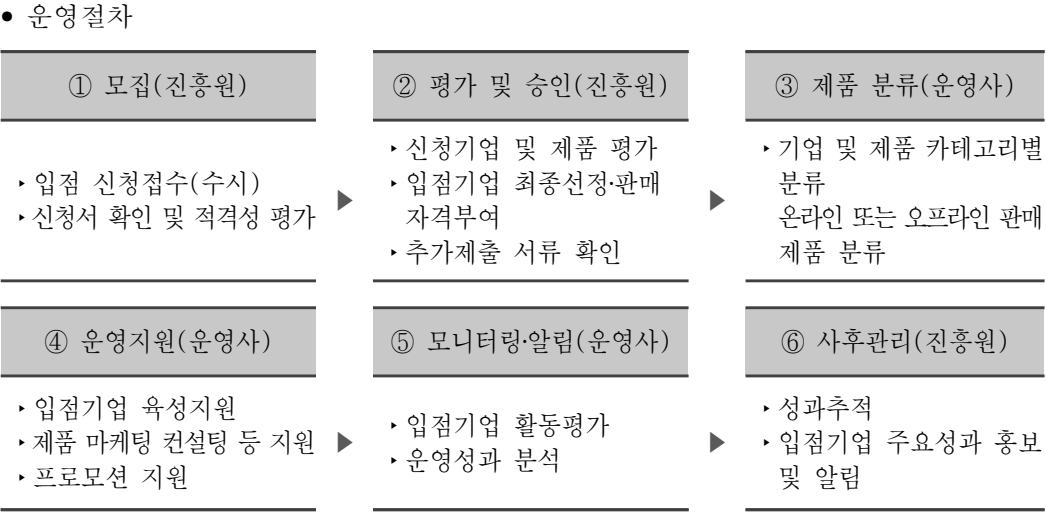 • 운영절차
① 모집(진흥원)
‣입점 신청접수(수시)
‣신청서 확인 및 적격성 평가
② 평가 및 승인(진흥원)
‣신청기업 및 제품 평가
‣입점기업 최종선정·판매
자격부여
‣추가제출 서류 확인
③ 제품 분류(운영사)
‣기업 및 제품 카테고리별
분류
온라인 또는 오프라인 판매
제품 분류
④ 운영지원(운영사)
‣입점기업 육성지원
‣제품 마케팅 컨설팅 등 지원
‣프로모션 지원
⑤ 모니터링·알림(운영사)
‣입점기업 활동평가
‣운영성과 분석
⑥ 사후관리(진흥원)
‣성과추적
‣입점기업 주요성과 홍보
및 알림